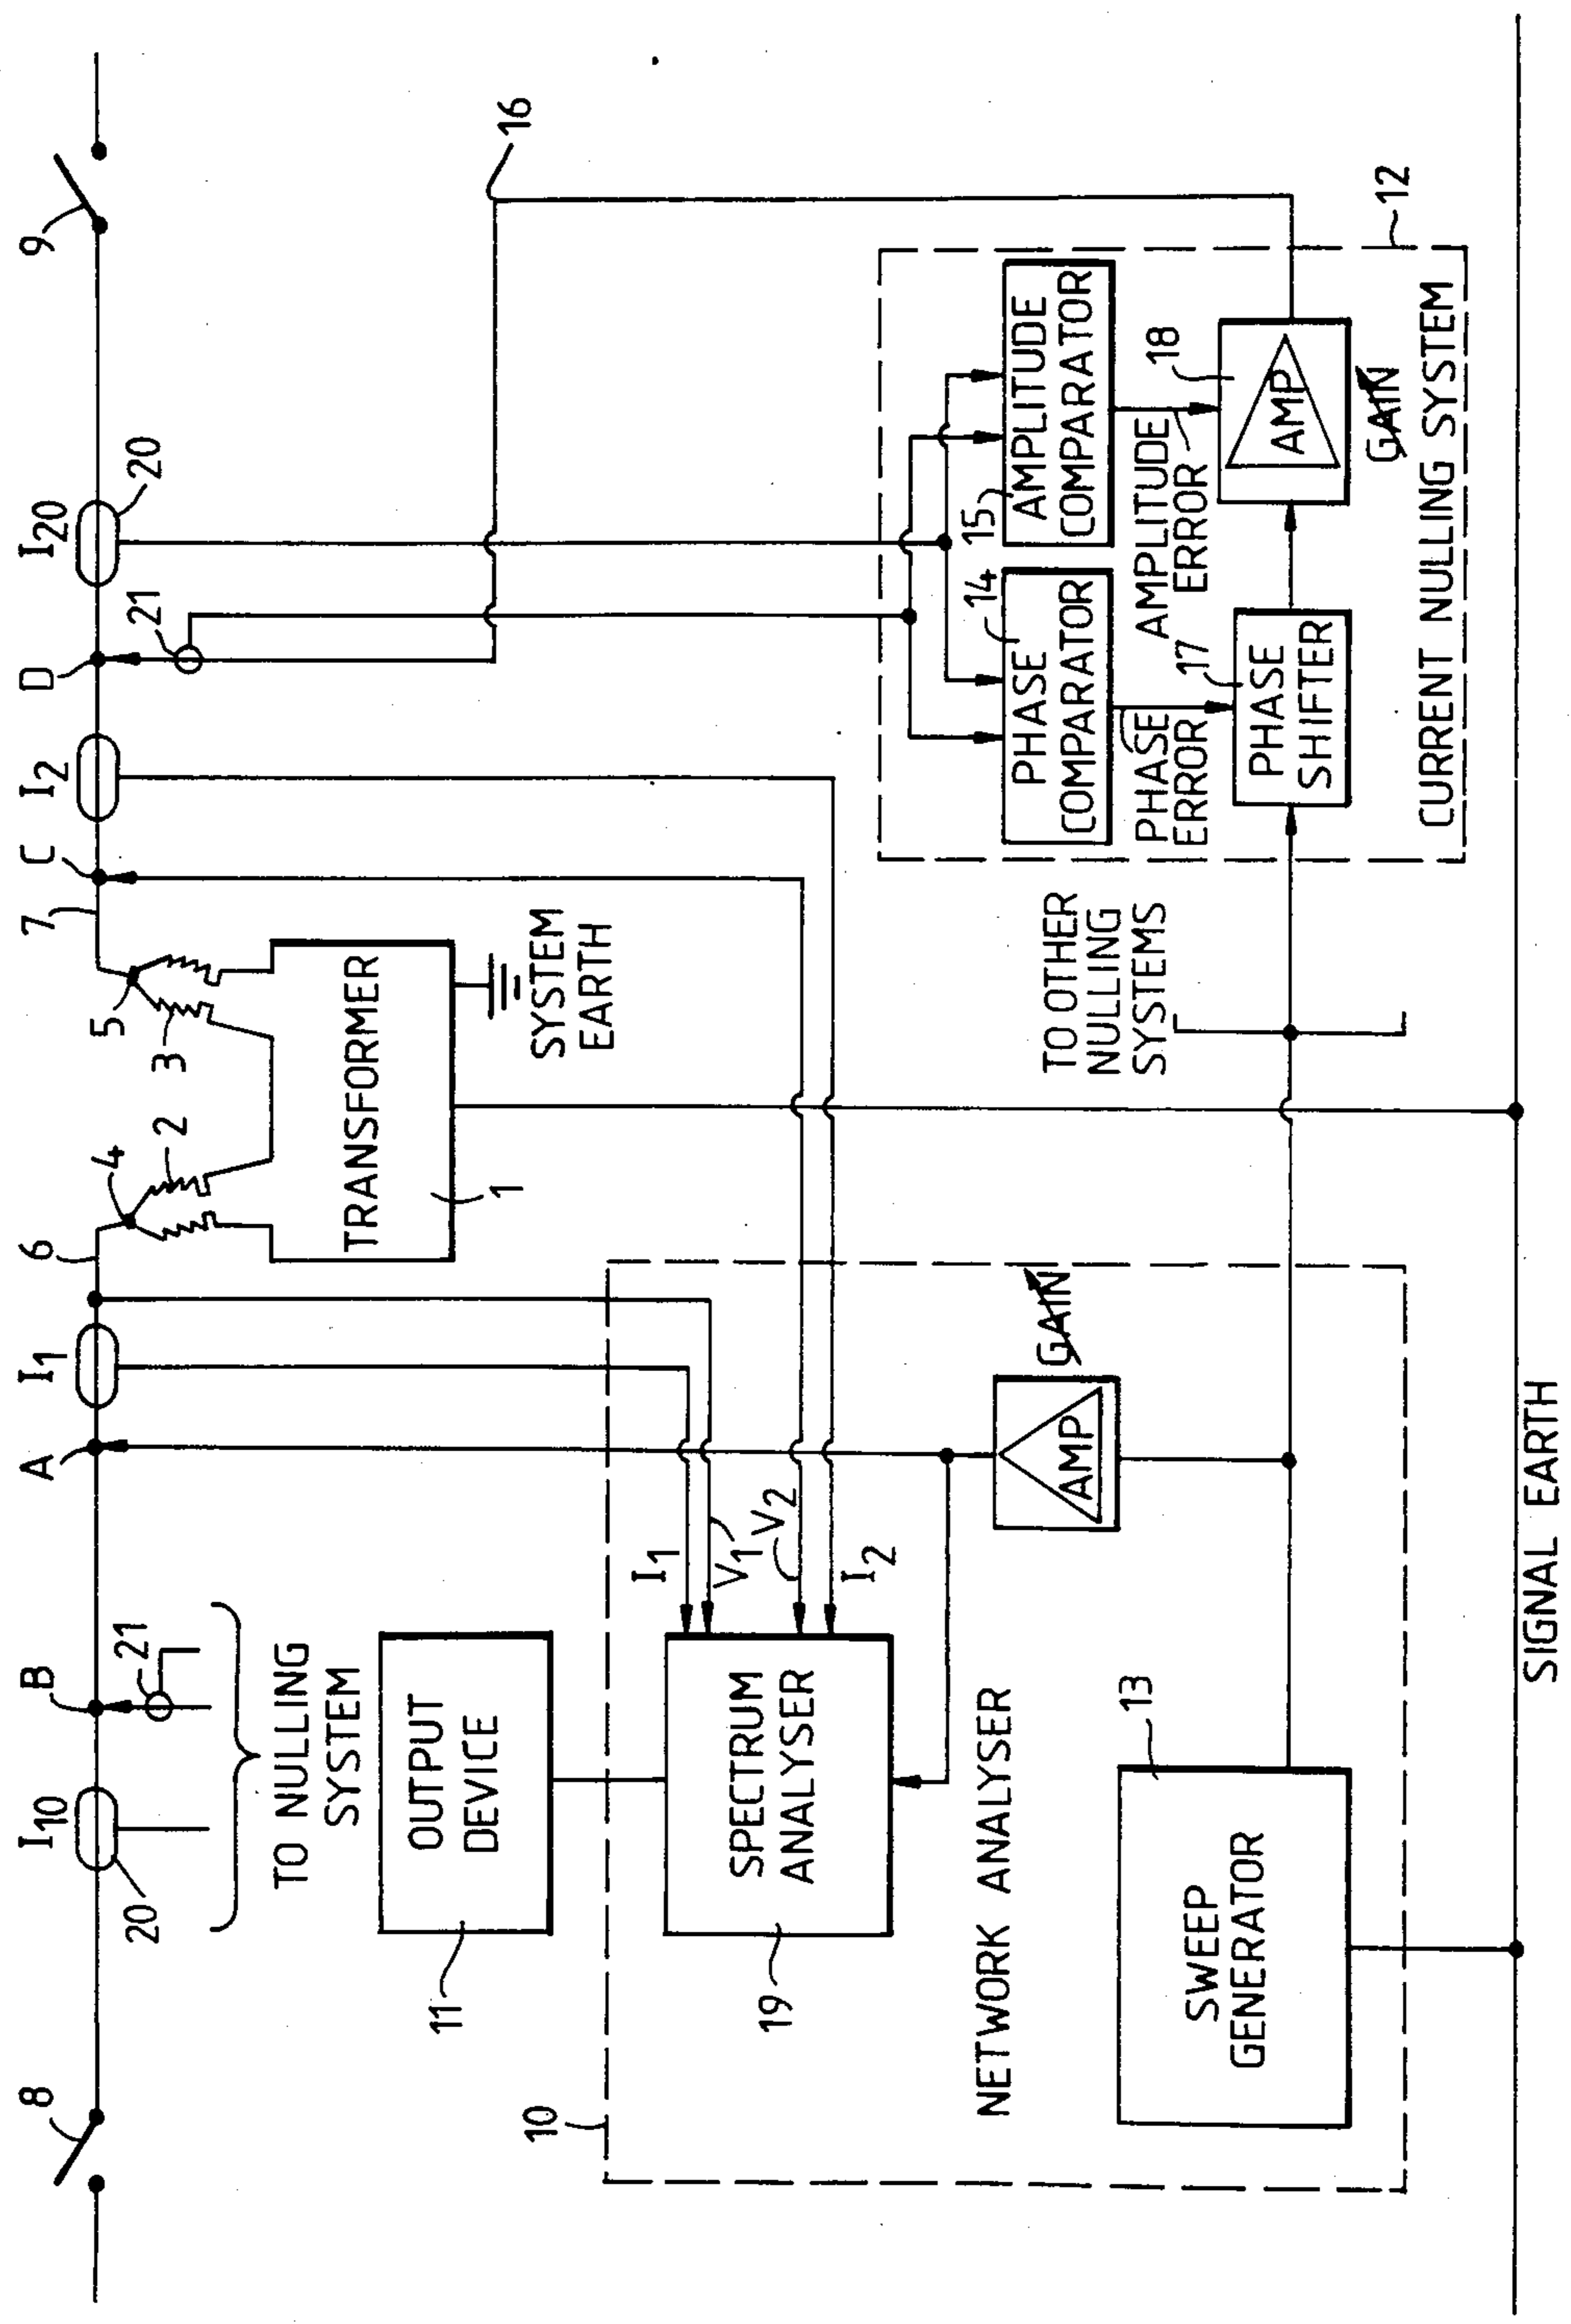 8
I10
20
B
21
A
I1
6
4
2
5
3
7
C
I2
D
21
I20
20
9
16
TO NULLING
SYSTEM
TRANSFORMER
1
SYSTEM
EARTH
OUTPUT
DEVICE
11
10
I1
V1
V2
I2
SPECTRUM
ANALYSER
19
NETWORK ANALYSER
AMP
GAIN
SWEEP
GENERATOR
13
TO OTHER
NULLING
SYSTEMS
12
PHASE
COMPARATOR
14
15
AMPLITUDE
COMPARATOR
PHASE
ERROR
AMPLITUDE
ERROR
17
PHASE
SHIFTER
18
AMP
GAIN
CURRENT NULLING SYSTEM
SIGNAL EARTH